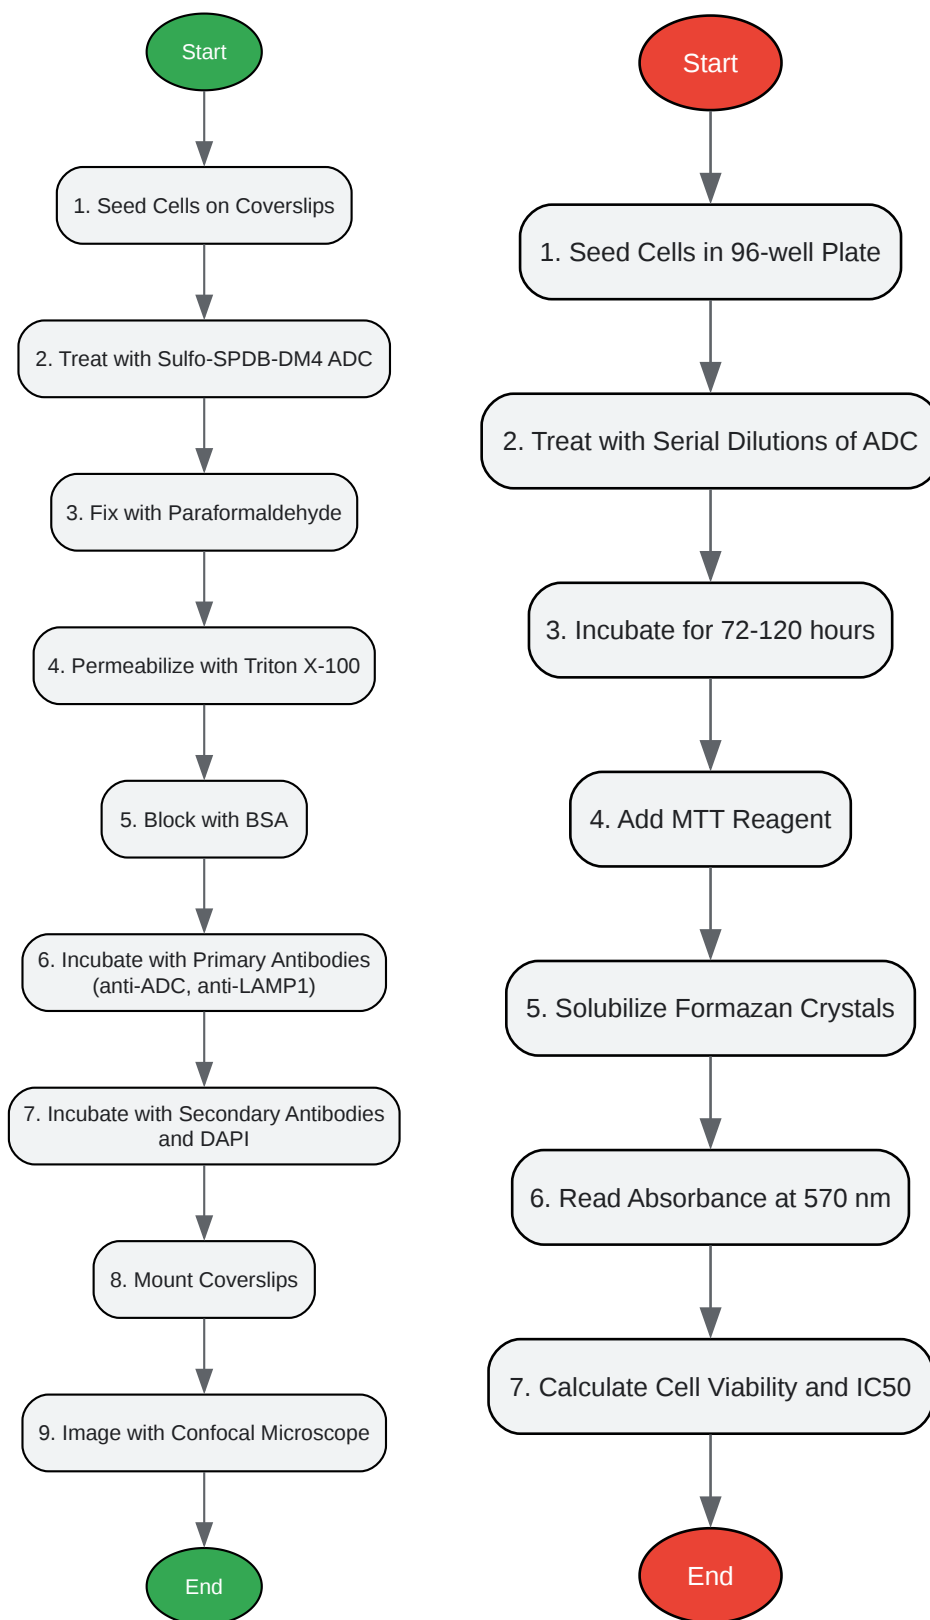 Start
1. Seed Cells on Coverslips
2. Treat with Sulfo-SPDB-DM4 ADC
3. Fix with Paraformaldehyde
4. Permeabilize with Triton X-100
5. Block with BSA
6. Incubate with Primary Antibodies
(anti-ADC, anti-LAMP1)
7. Incubate with Secondary Antibodies
and DAPI
8. Mount Coverslips
9. Image with Confocal Microscope
End
Start
1. Seed Cells in 96-well Plate
2. Treat with Serial Dilutions of ADC
3. Incubate for 72-120 hours
4. Add MTT Reagent
5. Solubilize Formazan Crystals
6. Read Absorbance at 570 nm
7. Calculate Cell Viability and IC50
End